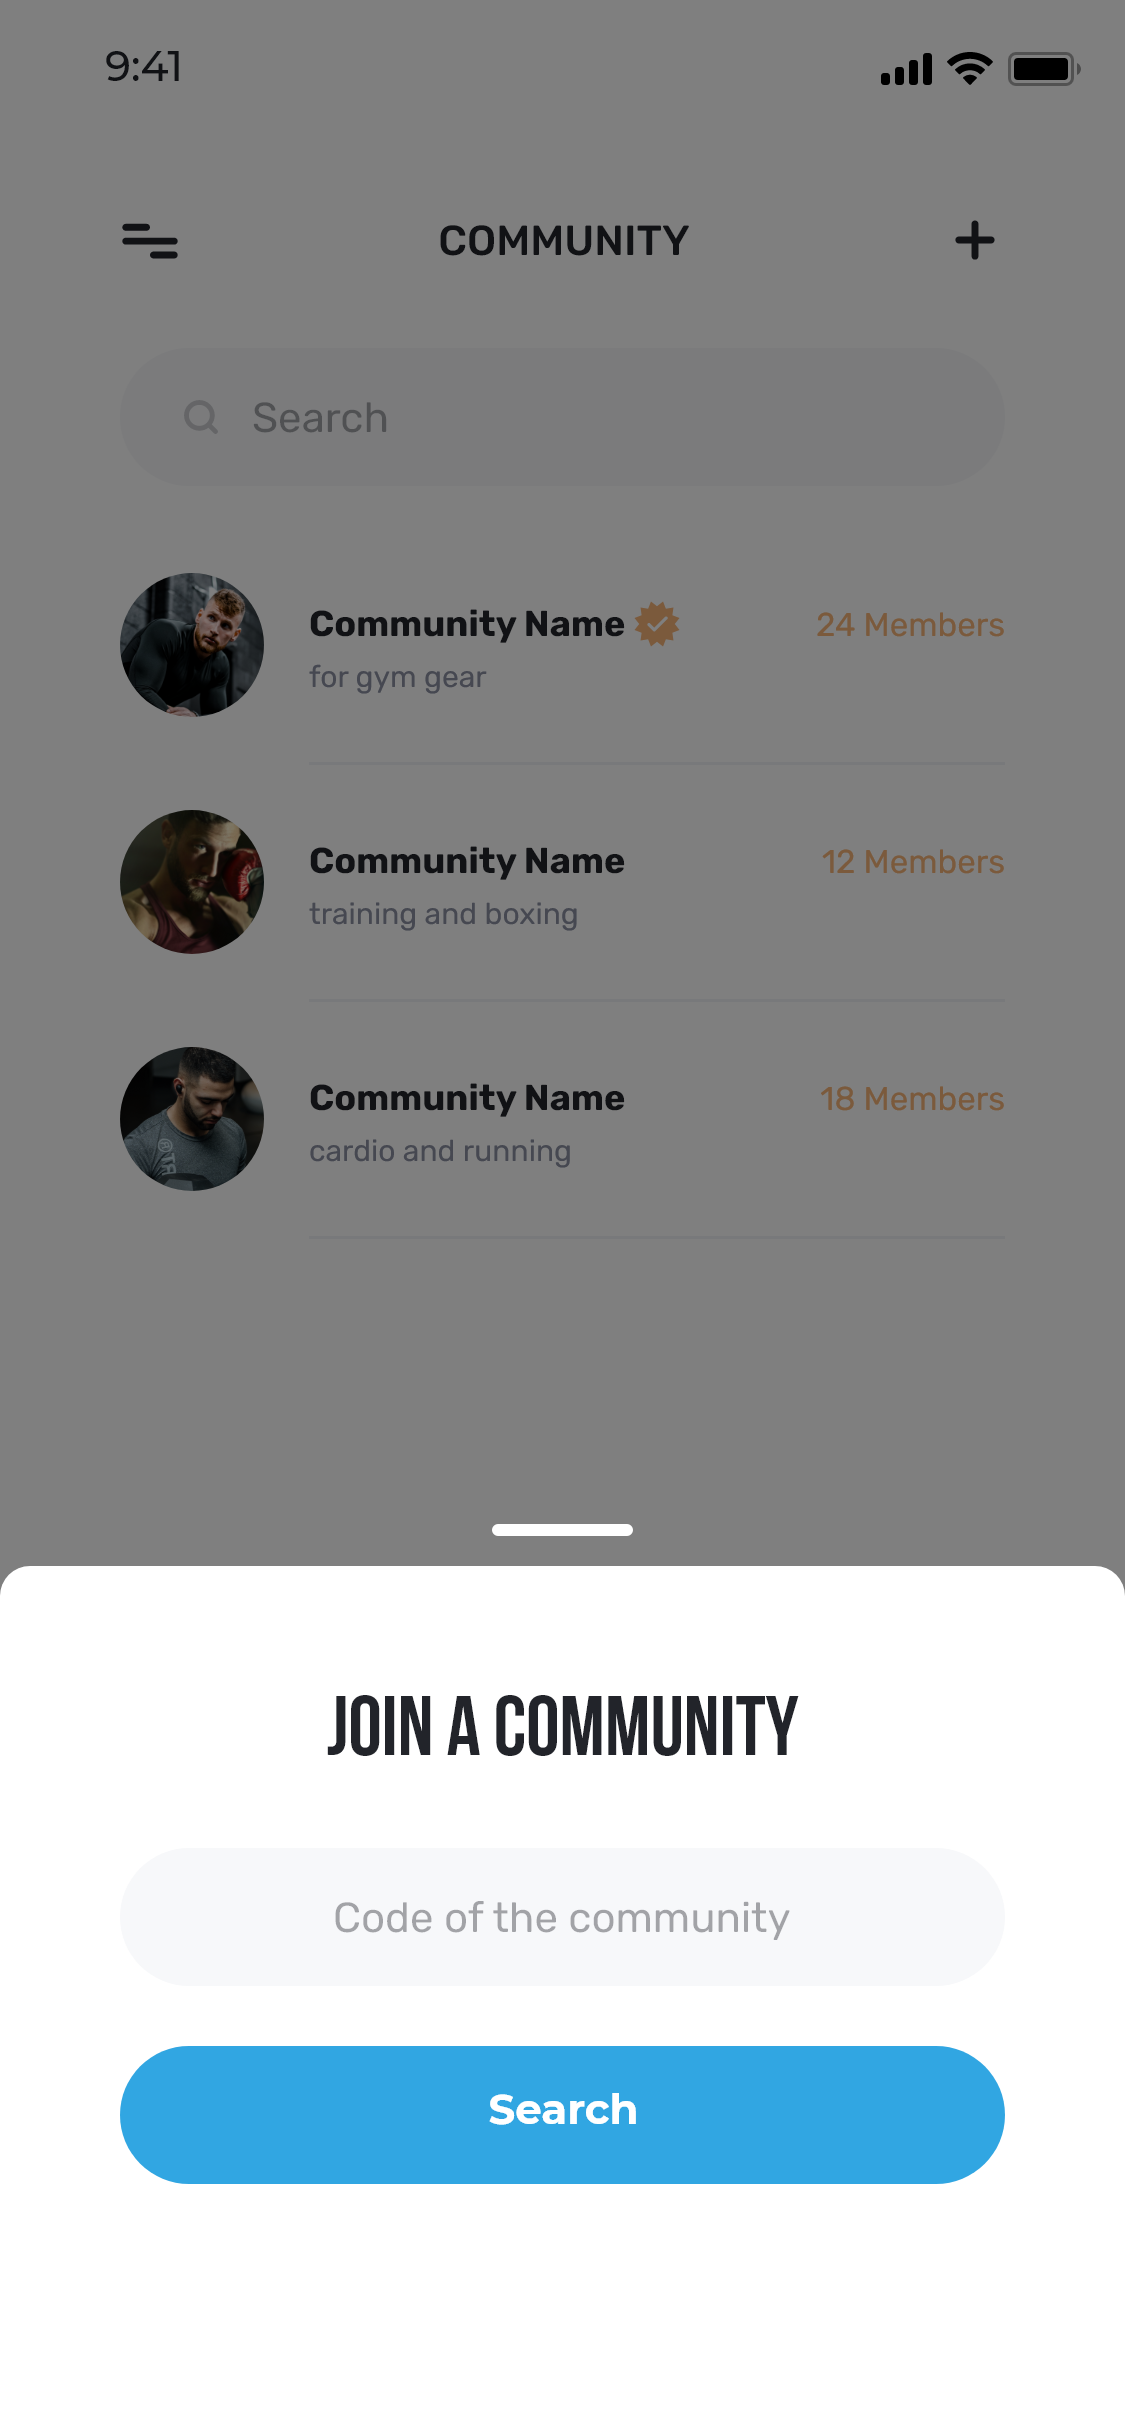 9:41
COMMUNITY
Search
Community Name
24 Members
for gym gear
Community Name
12 Members
training and boxing
Community Name
18 Members
cardio and running
JOIN A COMMUNITY
Code of the community
Search